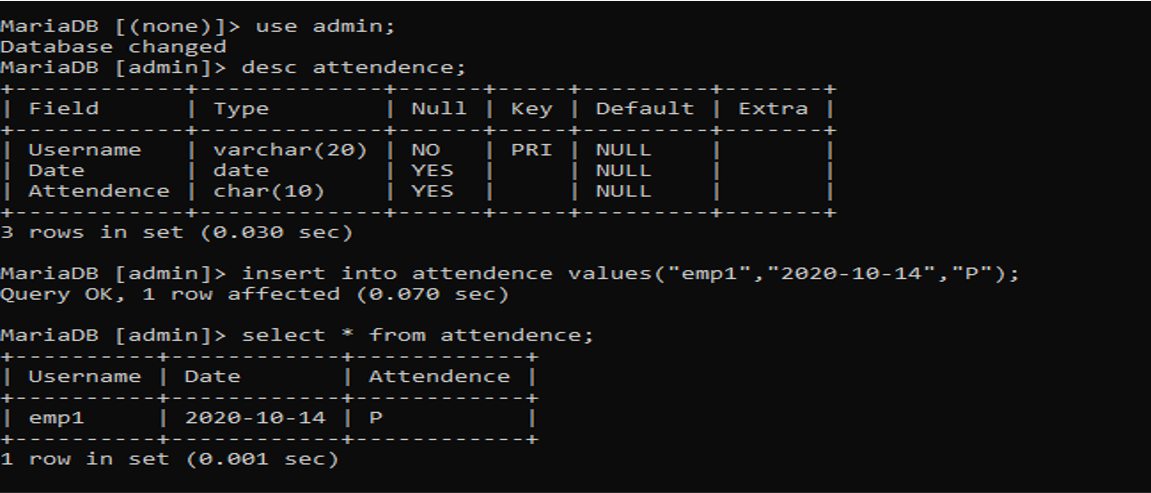 MariaDB [(none)]> use admin;
Database changed
MariaDB [admin]> desc attendence;
+------------+-------------+------+-----+---------+-------+
| Field      | Type        | Null | Key | Default | Extra |
+------------+-------------+------+-----+---------+-------+
| Username   | varchar(20) | NO   | PRI | NULL    |       |
| Date       | date        | YES  |     | NULL    |       |
| Attendence | char(10)    | YES  |     | NULL    |       |
+------------+-------------+------+-----+---------+-------+
3 rows in set (0.030 sec)
MariaDB [admin]> insert into attendence values("emp1","2020-10-14","P");
Query OK, 1 row affected (0.070 sec)
MariaDB [admin]> select * from attendence;
+----------+------------+------------+
| Username | Date       | Attendence |
+----------+------------+------------+
| emp1     | 2020-10-14 | P          |
+----------+------------+------------+
1 row in set (0.001 sec)